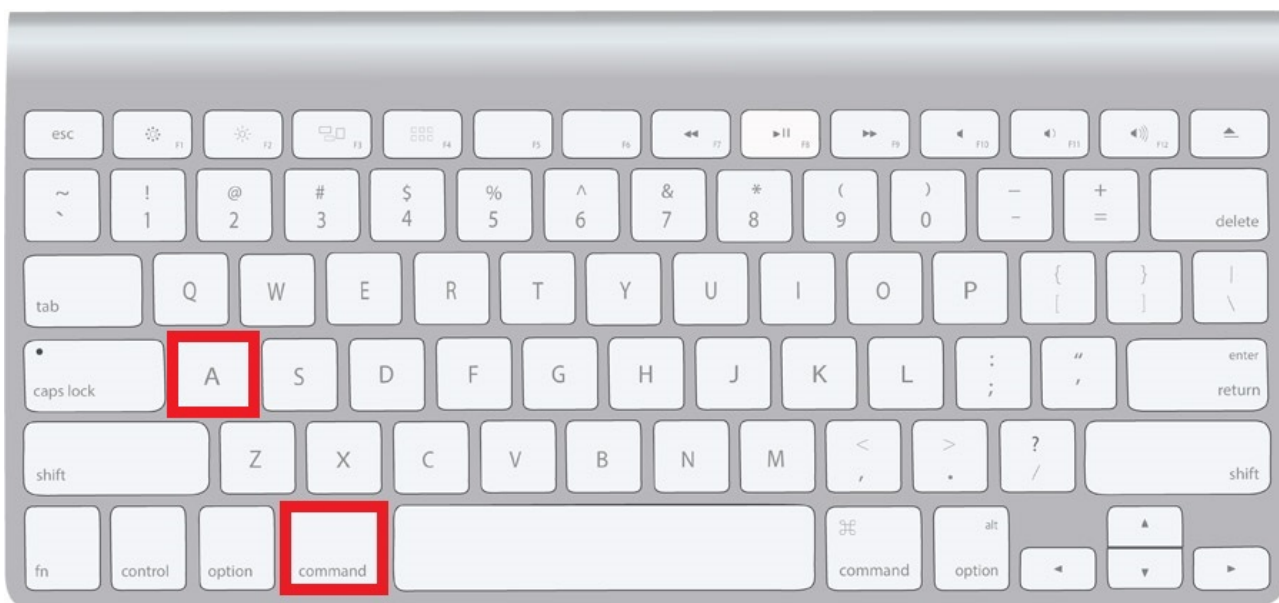 esc F1 F2 F3 F4 F5 F6 F7 F8 F9 F10 F11 F12
~ ! @ # $ % ^ & * ( ) — +
` 1 2 3 4 5 6 7 8 9 0 - = delete
tab Q W E R T Y U I O P { [ } ] | \
caps lock A S D F G H J K L : ; “ , enter return
shift Z X C V B N M < , > . ? / shift
fn control option command ⌘ command alt option